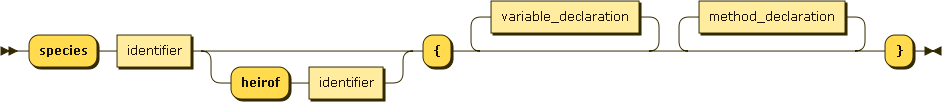 variable_declaration method_declaration
species identifier { }
heirof identifier